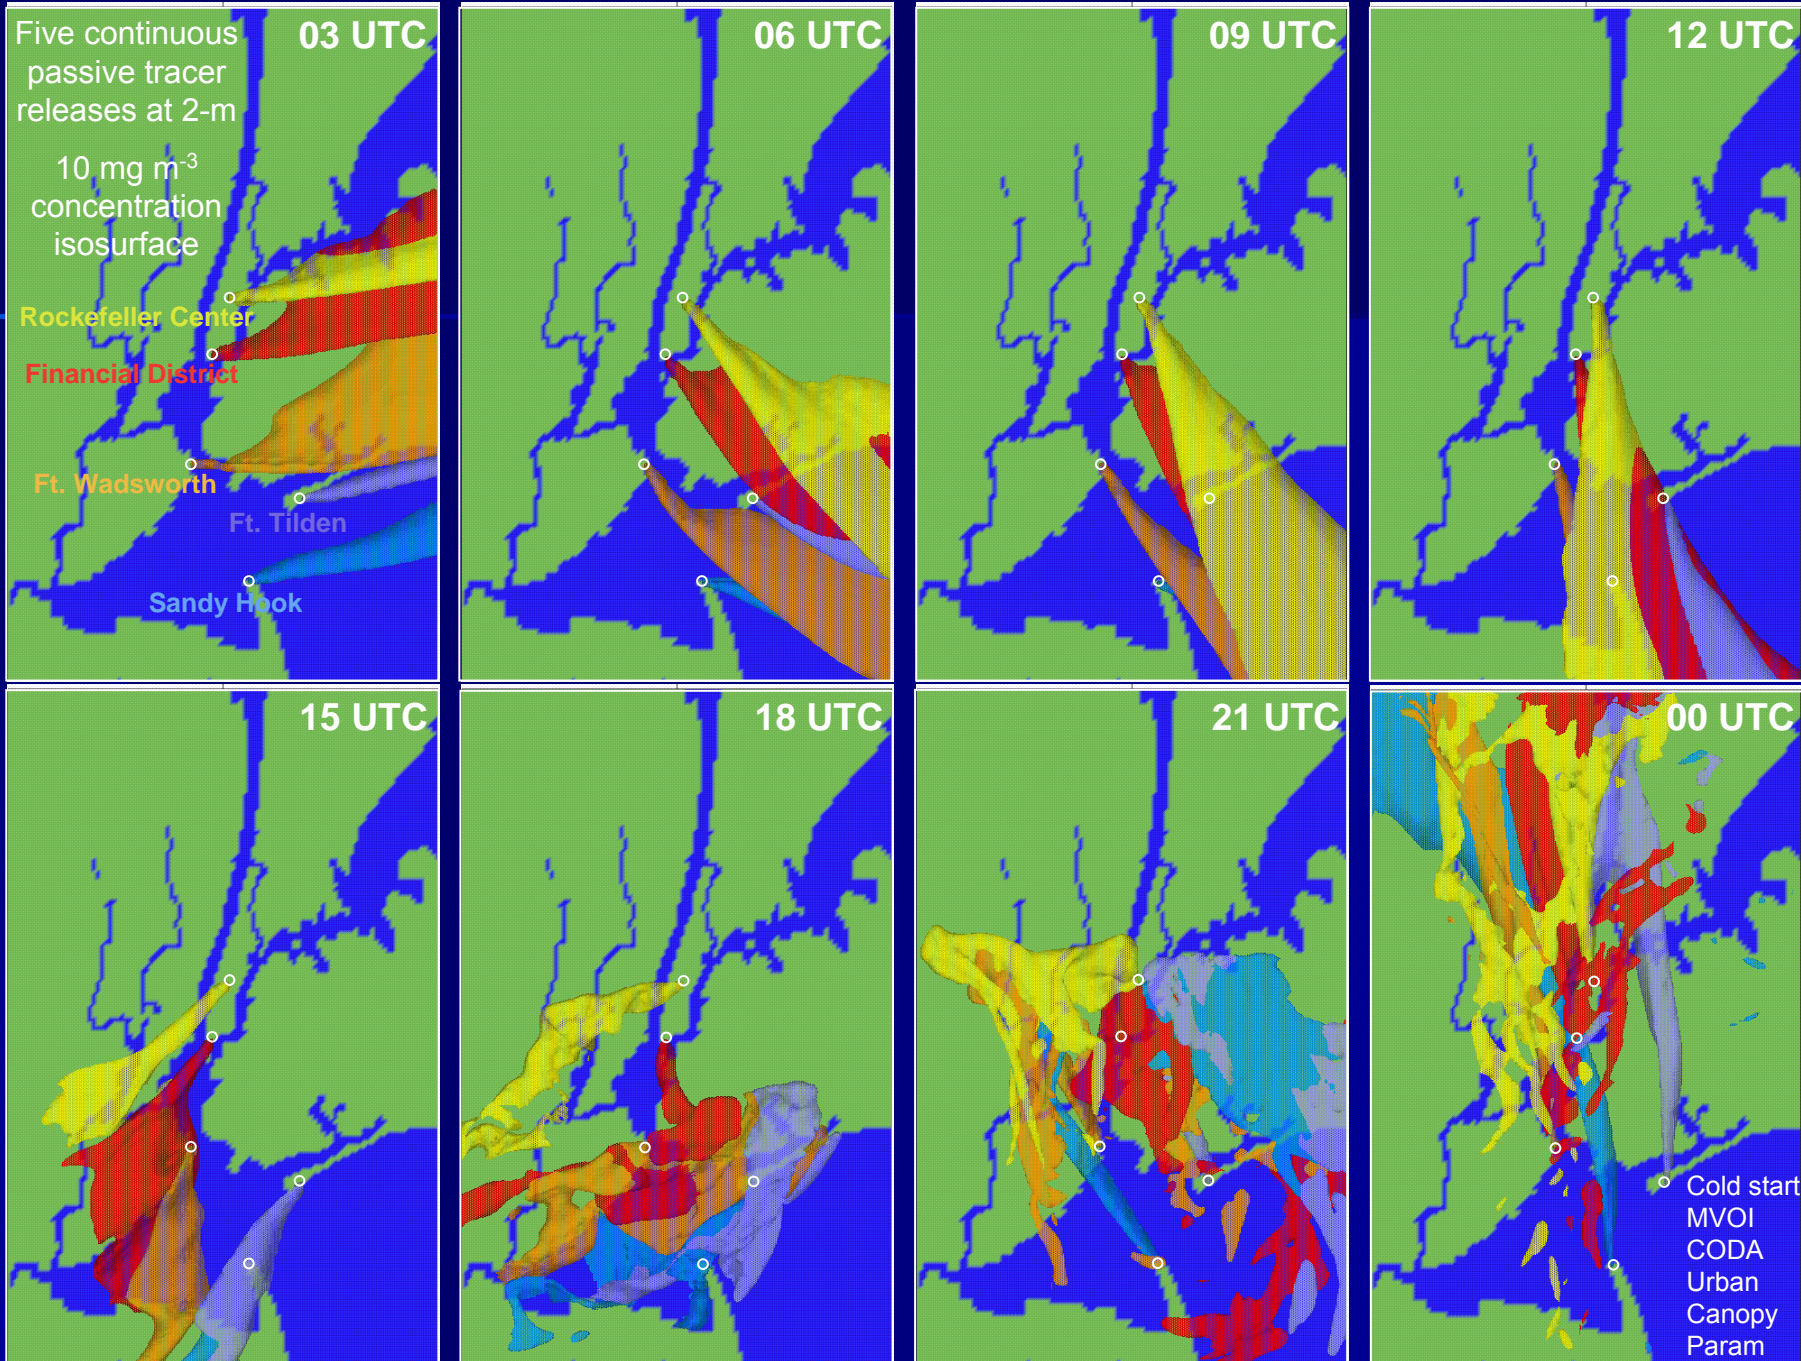 Five continuous
passive tracer
releases at 2-m
10 mg m-3
concentration
isosurface
03 UTC
Rockefeller Center
Financial District
Ft. Wadsworth
Ft. Tilden
Sandy Hook
06 UTC
09 UTC
12 UTC
15 UTC
18 UTC
21 UTC
00 UTC
Cold start
MVOI
CODA
Urban
Canopy
Param